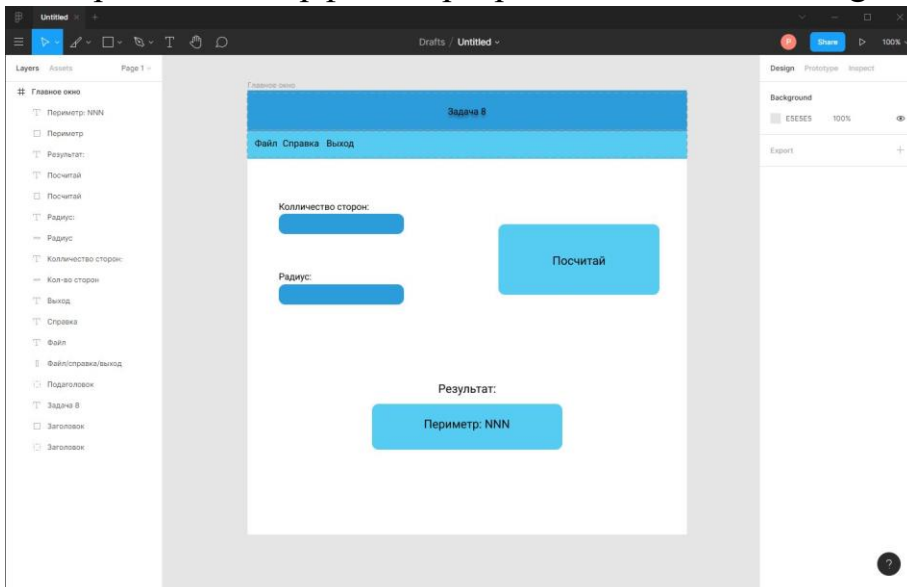 Untitled
Drafts / Untitled
P
Share
100%
Layers
Assets
Page 1
Главное окно
Периметр: NNN
Периметр
Результат:
Посчитай
Посчитай
Радиус:
Радиус
Колличество сторон:
Кол-во сторон
Выход
Справка
Файл
Файл/справка/выход
Подаголовок
Задача 8
Заголовок
Заголовок
Главное окно
Задача 8
Файл Справка Выход
Колличество сторон:
Посчитай
Радиус:
Результат:
Периметр: NNN
Design
Prototype
Inspect
Background
E5E5E5 100%
Export
?